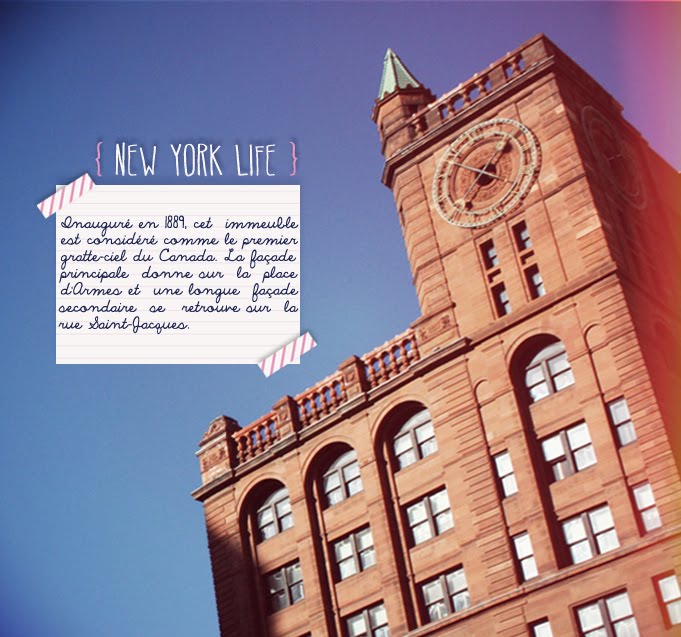 { NEW YORK LIFE }
Inauguré en 1889, cet immeuble
est considéré comme le premier
gratte-ciel du Canada. La façade
principale donne sur la place
d'Armes et une longue façade
secondaire se retrouve sur la
rue Saint-Jacques.